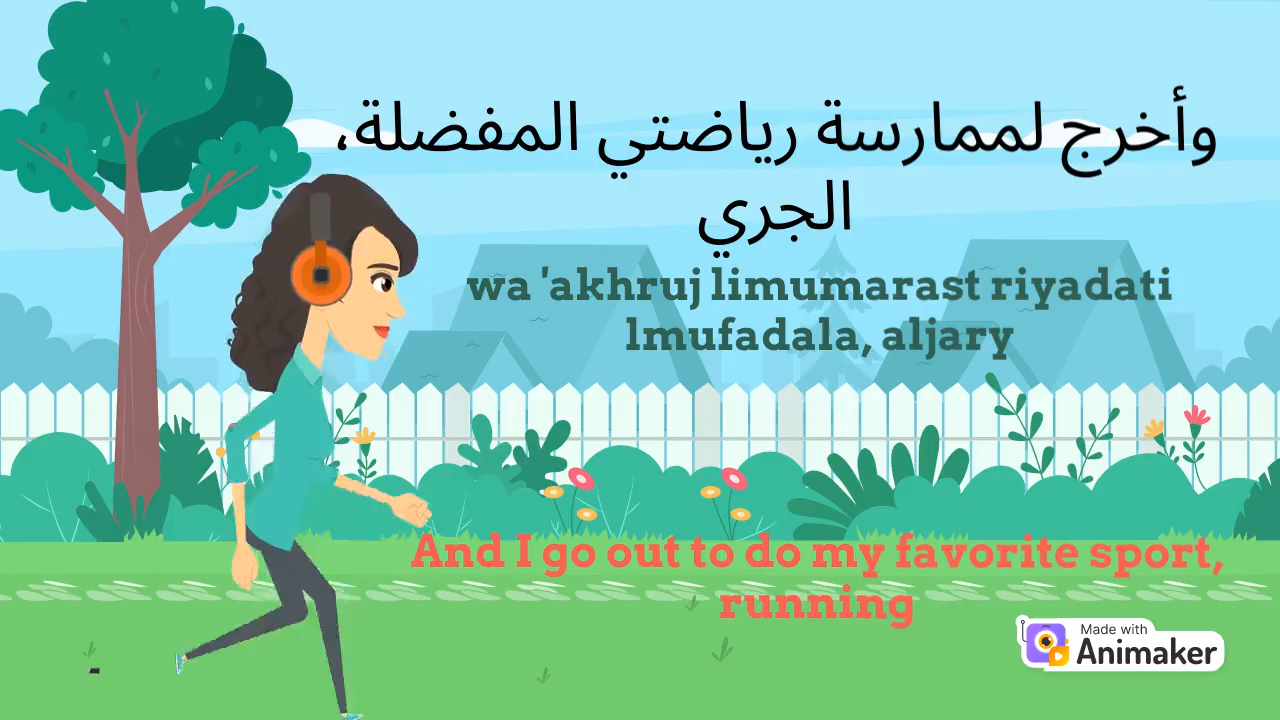 وأخرج لممارسة رياضتي المفضلة،
الجري
wa 'akhruj limumarast riyadati
lmufadala, aljary
And I go out to do my favorite sport,
running
Made with
Animaker